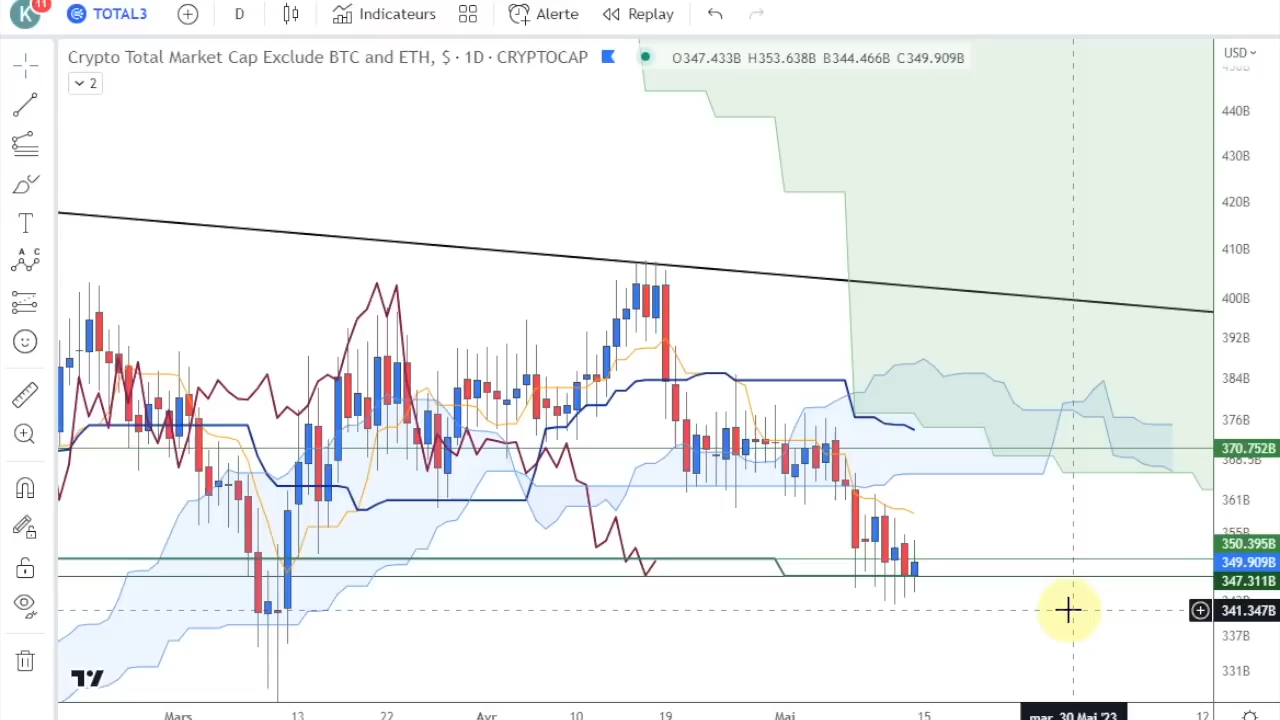 K 11 TOTAL3 D Indicateurs Alerte Replay
Crypto Total Market Cap Exclude BTC and ETH, $ · 1D · CRYPTOCAP O347.433B H353.638B B344.466B C349.909B
USD
2
440B
430B
420B
410B
400B
392B
384B
376B
370.752B
361B
350.395B
349.909B
347.311B
341.347B
337B
331B
Mars 13 22 Avr 10 19 Mai 15 mar. 30 Mai '23 12